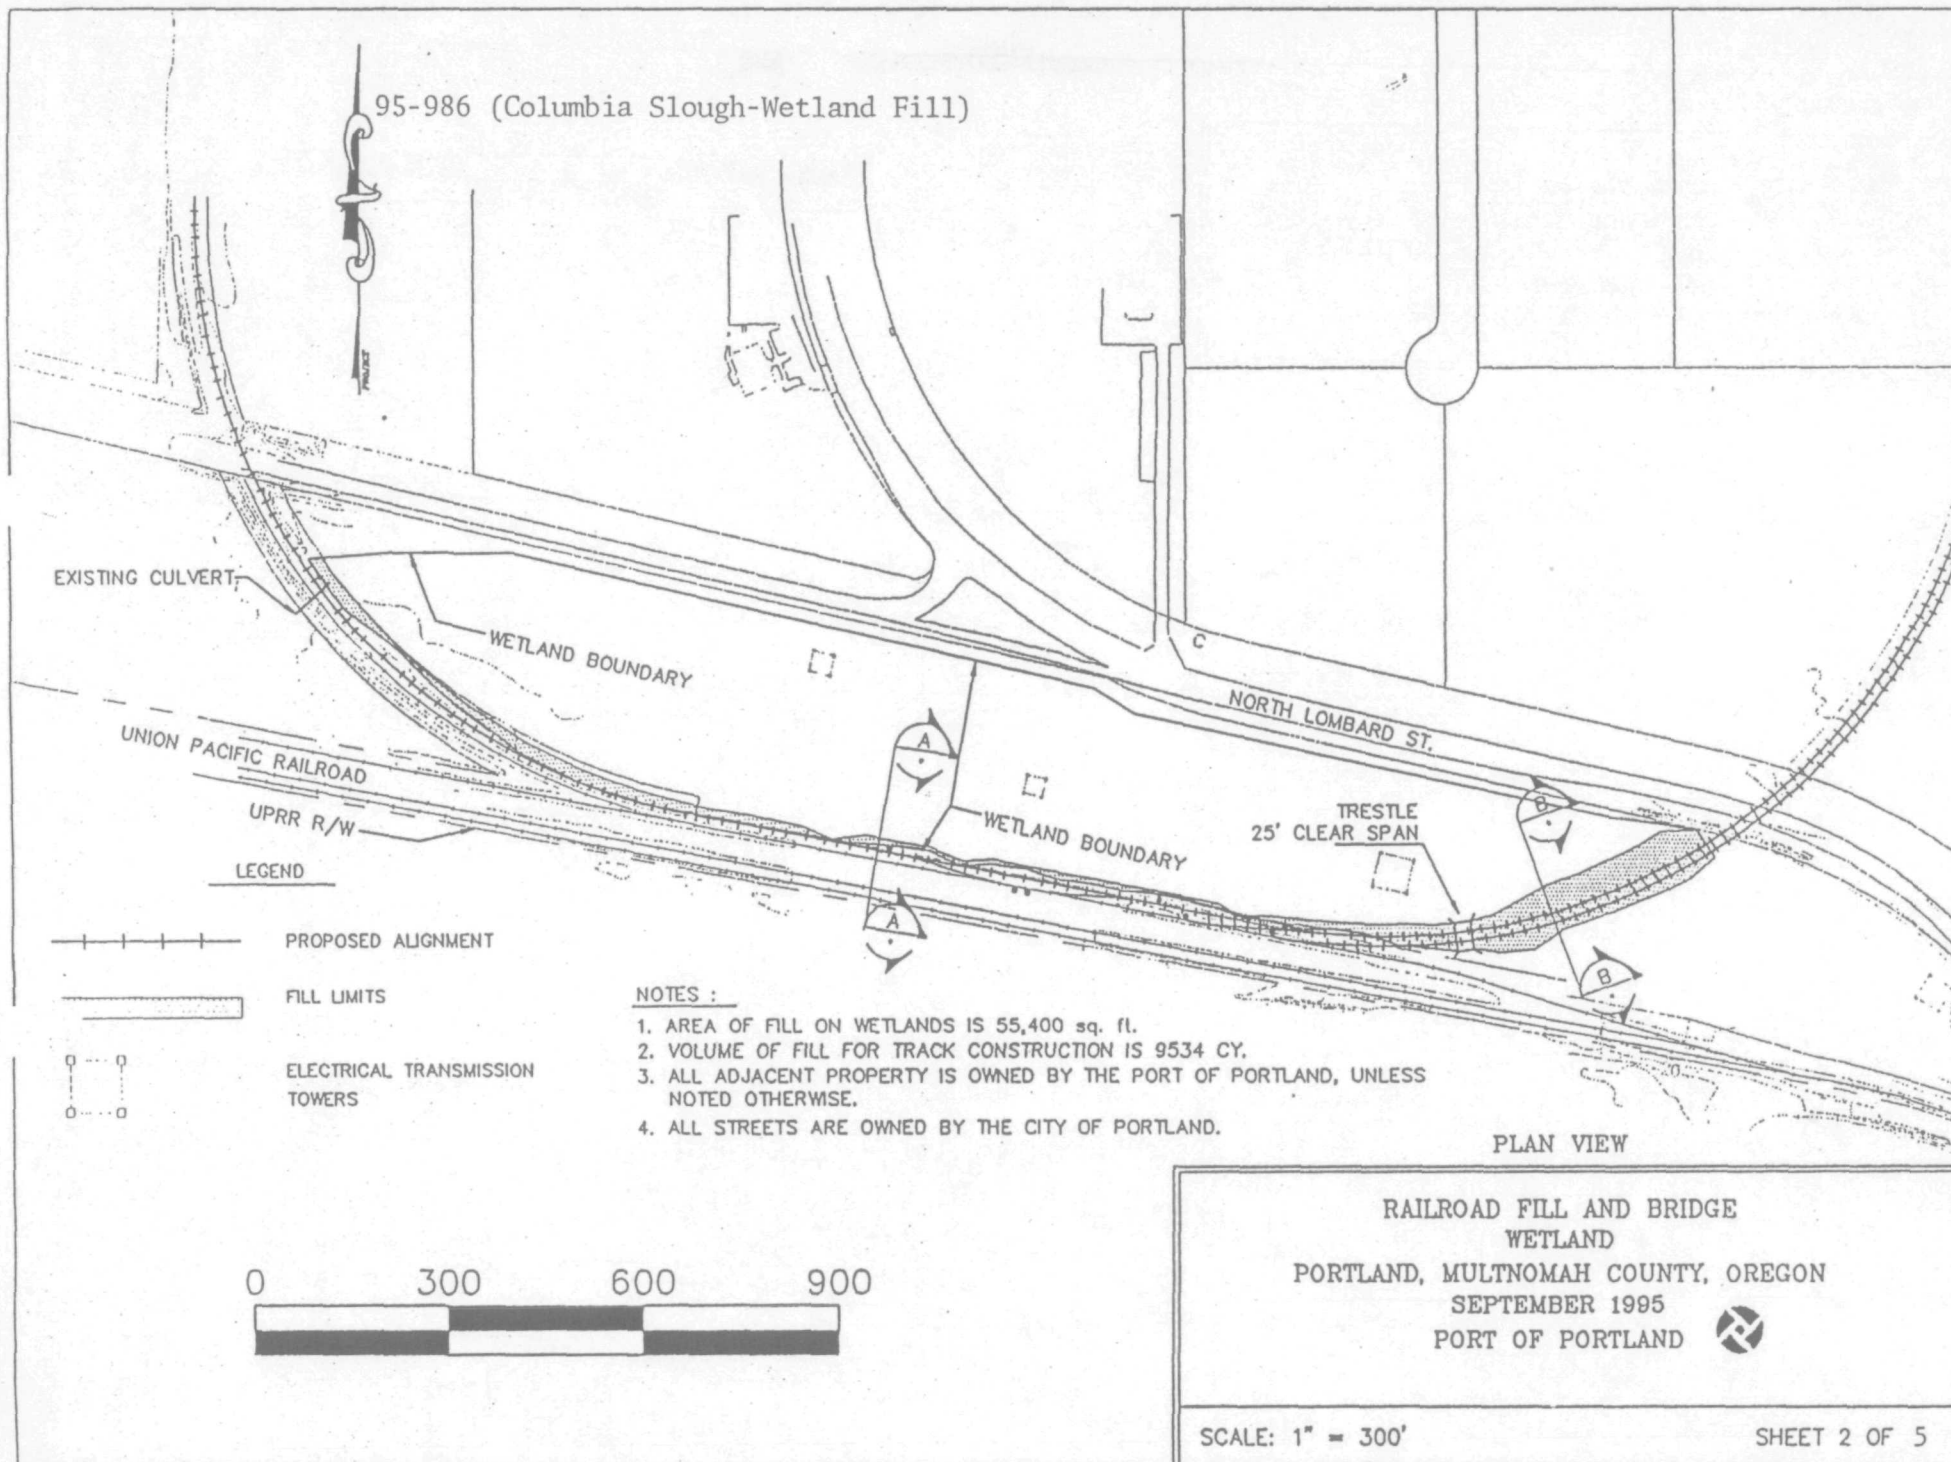 95-986 (Columbia Slough-Wetland Fill)
EXISTING CULVERT
WETLAND BOUNDARY
A
C
NORTH LOMBARD ST.
UNION PACIFIC RAILROAD
UPRR R/W
WETLAND BOUNDARY
TRESTLE
25' CLEAR SPAN
B
A
B
LEGEND
PROPOSED ALIGNMENT
FILL LIMITS
ELECTRICAL TRANSMISSION
TOWERS
NOTES :
1. AREA OF FILL ON WETLANDS IS 55,400 sq. ft.
2. VOLUME OF FILL FOR TRACK CONSTRUCTION IS 9534 CY.
3. ALL ADJACENT PROPERTY IS OWNED BY THE PORT OF PORTLAND, UNLESS
NOTED OTHERWISE.
4. ALL STREETS ARE OWNED BY THE CITY OF PORTLAND.
PLAN VIEW
0 300 600 900
RAILROAD FILL AND BRIDGE
WETLAND
PORTLAND, MULTNOMAH COUNTY, OREGON
SEPTEMBER 1995
PORT OF PORTLAND
SCALE: 1" = 300'
SHEET 2 OF 5